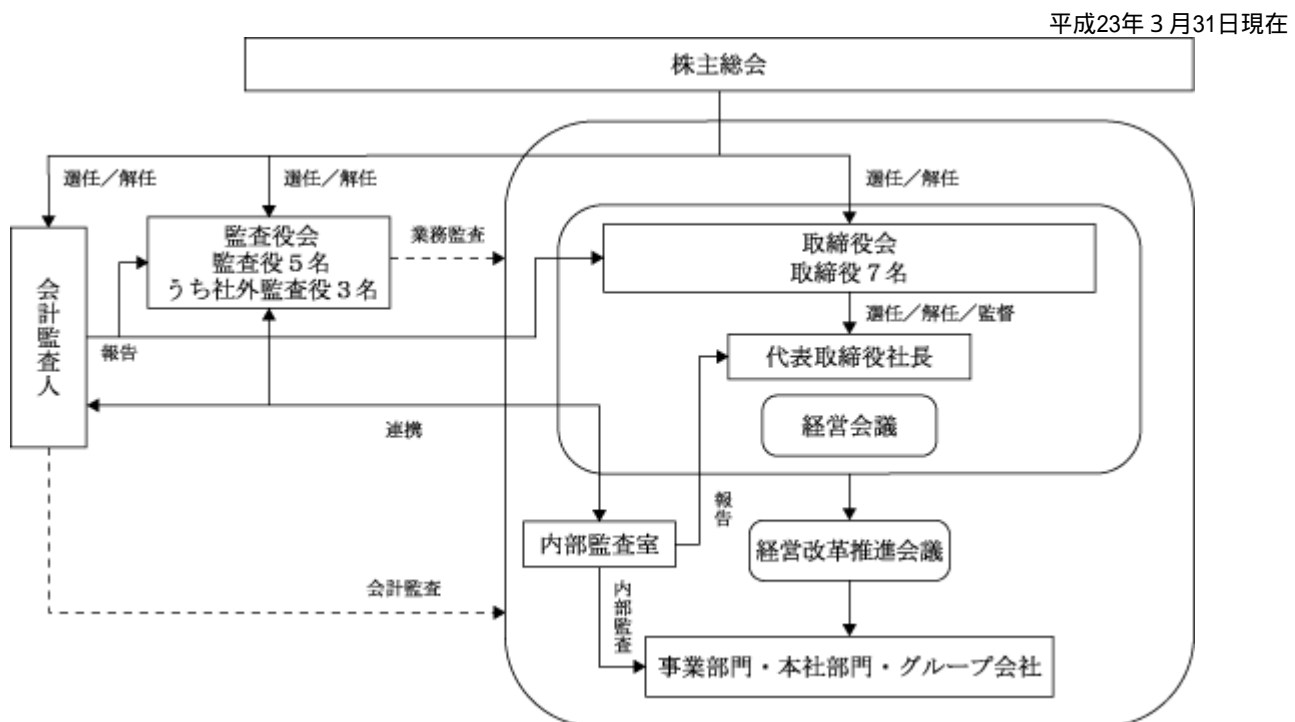 平成23年３月31日現在
株主総会
選任／解任
選任／解任
選任／解任
監査役会
監査役５名
うち社外監査役３名
業務監査
取締役会
取締役７名
会計監査人
選任／解任／監督
報告
代表取締役社長
経営会議
連携
報告
内部監査室
経営改革推進会議
会計監査
内部監査
事業部門・本社部門・グループ会社